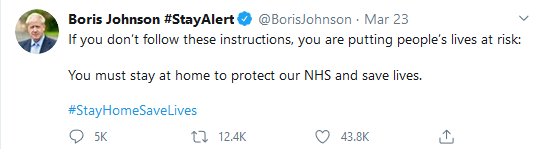 Boris Johnson #StayAlert @BorisJohnson · Mar 23
If you don’t follow these instructions, you are putting people’s lives at risk:
You must stay at home to protect our NHS and save lives.
#StayHomeSaveLives
5K 12.4K 43.8K